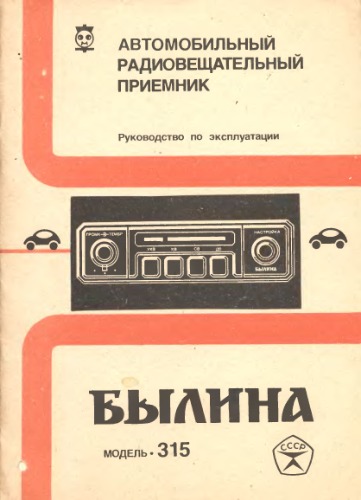 АВТОМОБИЛЬНЫЙ
РАДИОВЕЩАТЕЛЬНЫЙ
ПРИЕМНИК
Руководство по эксплуатации
ГРОМК ТЕМБР
НАСТРОЙКА
УКВ КВ СВ ДВ
БЫЛИНА
БЫЛИНА
МОДЕЛЬ · 315
СССР